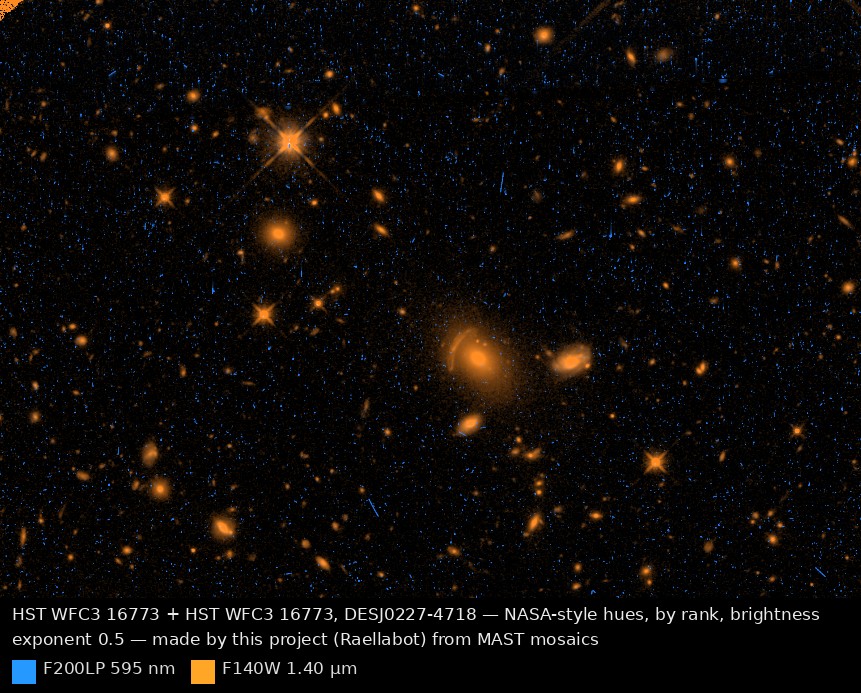 HST WFC3 16773 + HST WFC3 16773, DESJ0227-4718 — NASA-style hues, by rank, brightness
exponent 0.5 — made by this project (Raellabot) from MAST mosaics
F200LP 595 nm F140W 1.40 µm